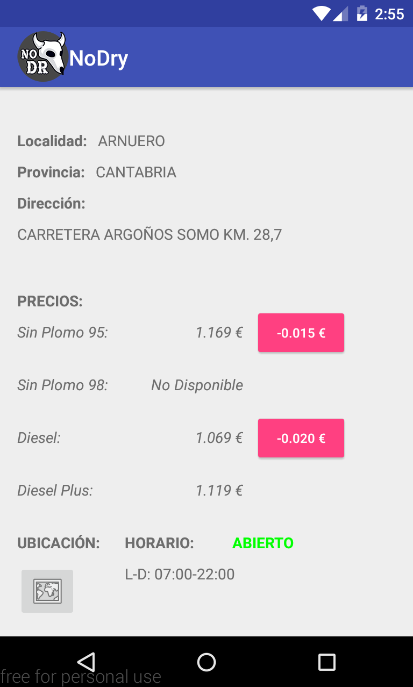 2:55
NO
DR
NoDry
Localidad: ARNUERO
Provincia: CANTABRIA
Dirección:
CARRETERA ARGOÑOS SOMO KM. 28,7
PRECIOS:
Sin Plomo 95: 1.169 € -0.015 €
Sin Plomo 98: No Disponible
Diesel: 1.069 € -0.020 €
Diesel Plus: 1.119 €
UBICACIÓN: HORARIO: ABIERTO
L-D: 07:00-22:00
free for personal use